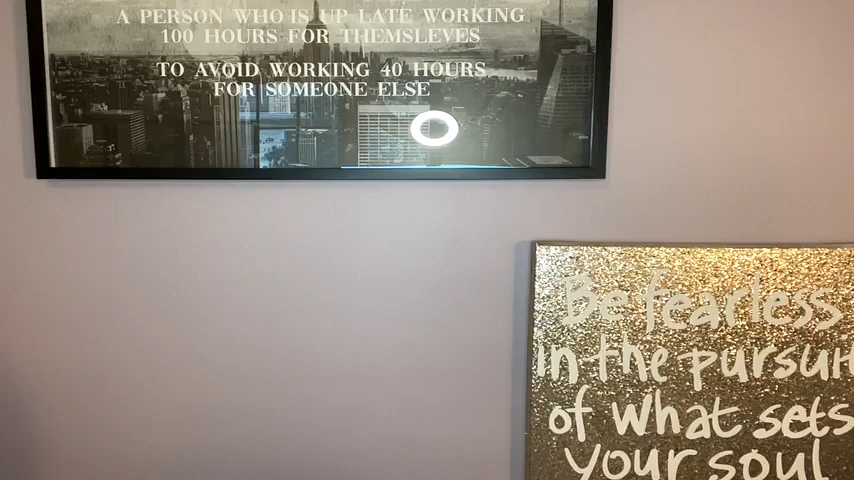 A PERSON WHO IS UP LATE WORKING
100 HOURS FOR THEMSLEVES
TO AVOID WORKING 40 HOURS
FOR SOMEONE ELSE
Be fearless
in the pursuit
of what sets
your soul